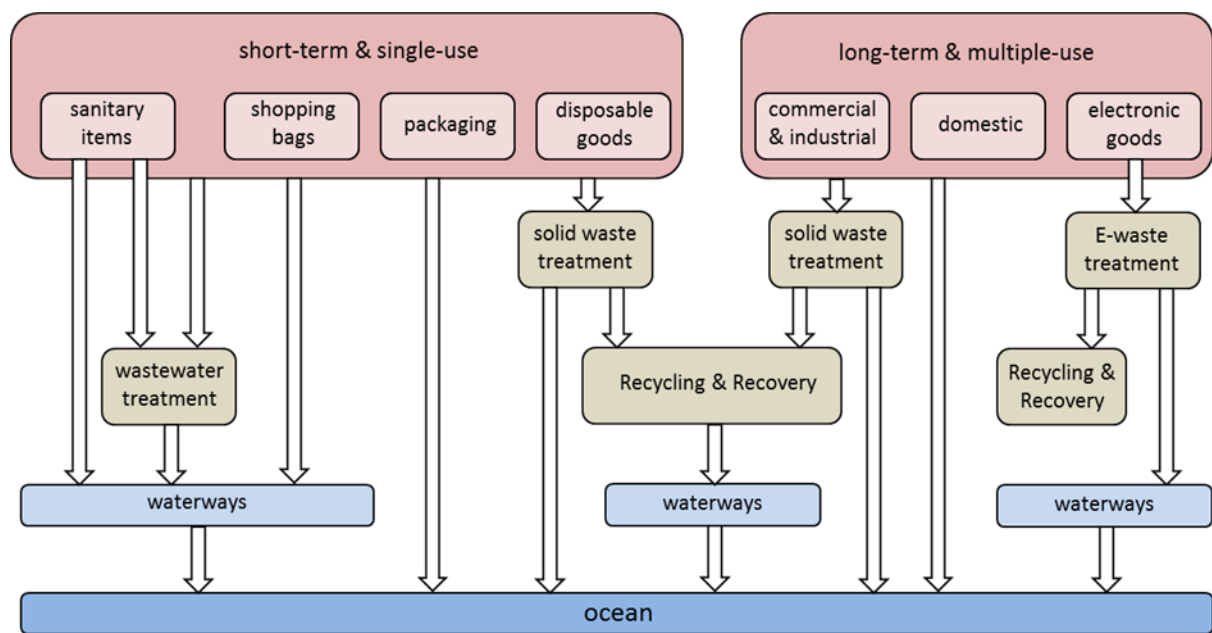 short-term & single-use
long-term & multiple-use
sanitary
items
shopping
bags
packaging
disposable
goods
commercial
& industrial
domestic
electronic
goods
solid waste
treatment
solid waste
treatment
E-waste
treatment
wastewater
treatment
Recycling & Recovery
Recycling &
Recovery
waterways
waterways
waterways
ocean